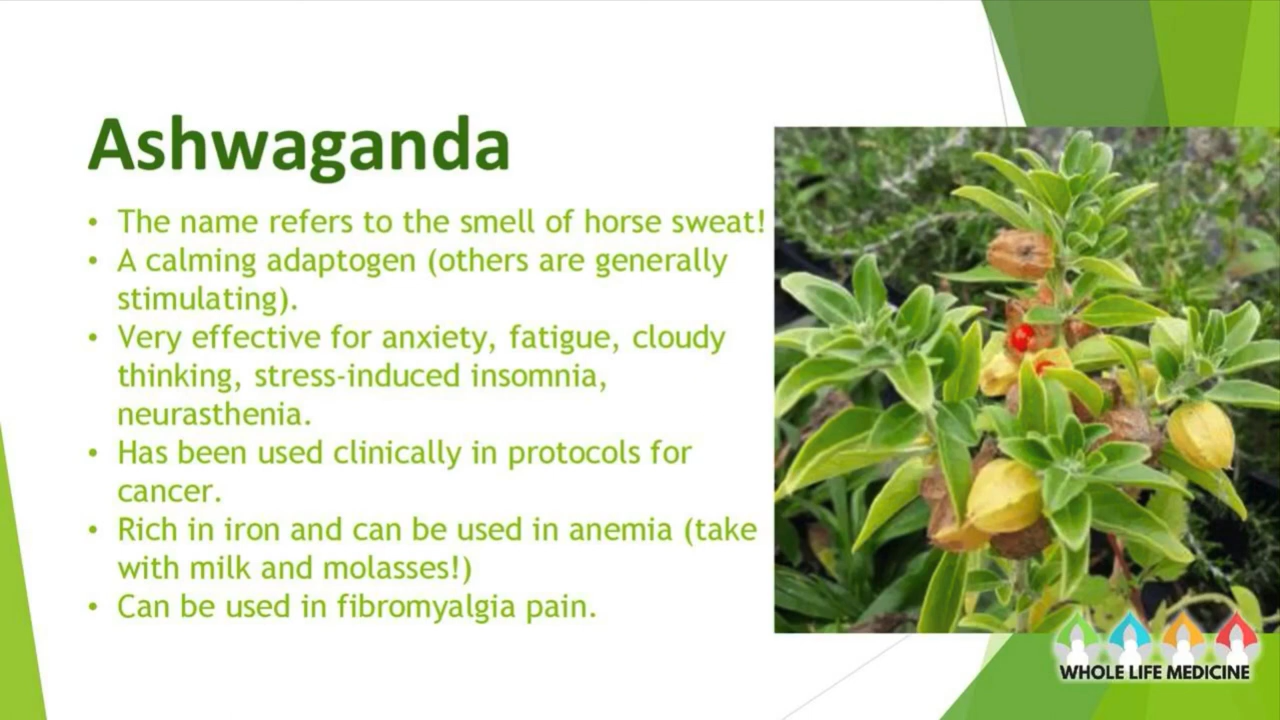 Ashwaganda
• The name refers to the smell of horse sweat!
• A calming adaptogen (others are generally
stimulating).
• Very effective for anxiety, fatigue, cloudy
thinking, stress-induced insomnia,
neurasthenia.
• Has been used clinically in protocols for
cancer.
• Rich in iron and can be used in anemia (take
with milk and molasses!)
• Can be used in fibromyalgia pain.
WHOLE LIFE MEDICINE